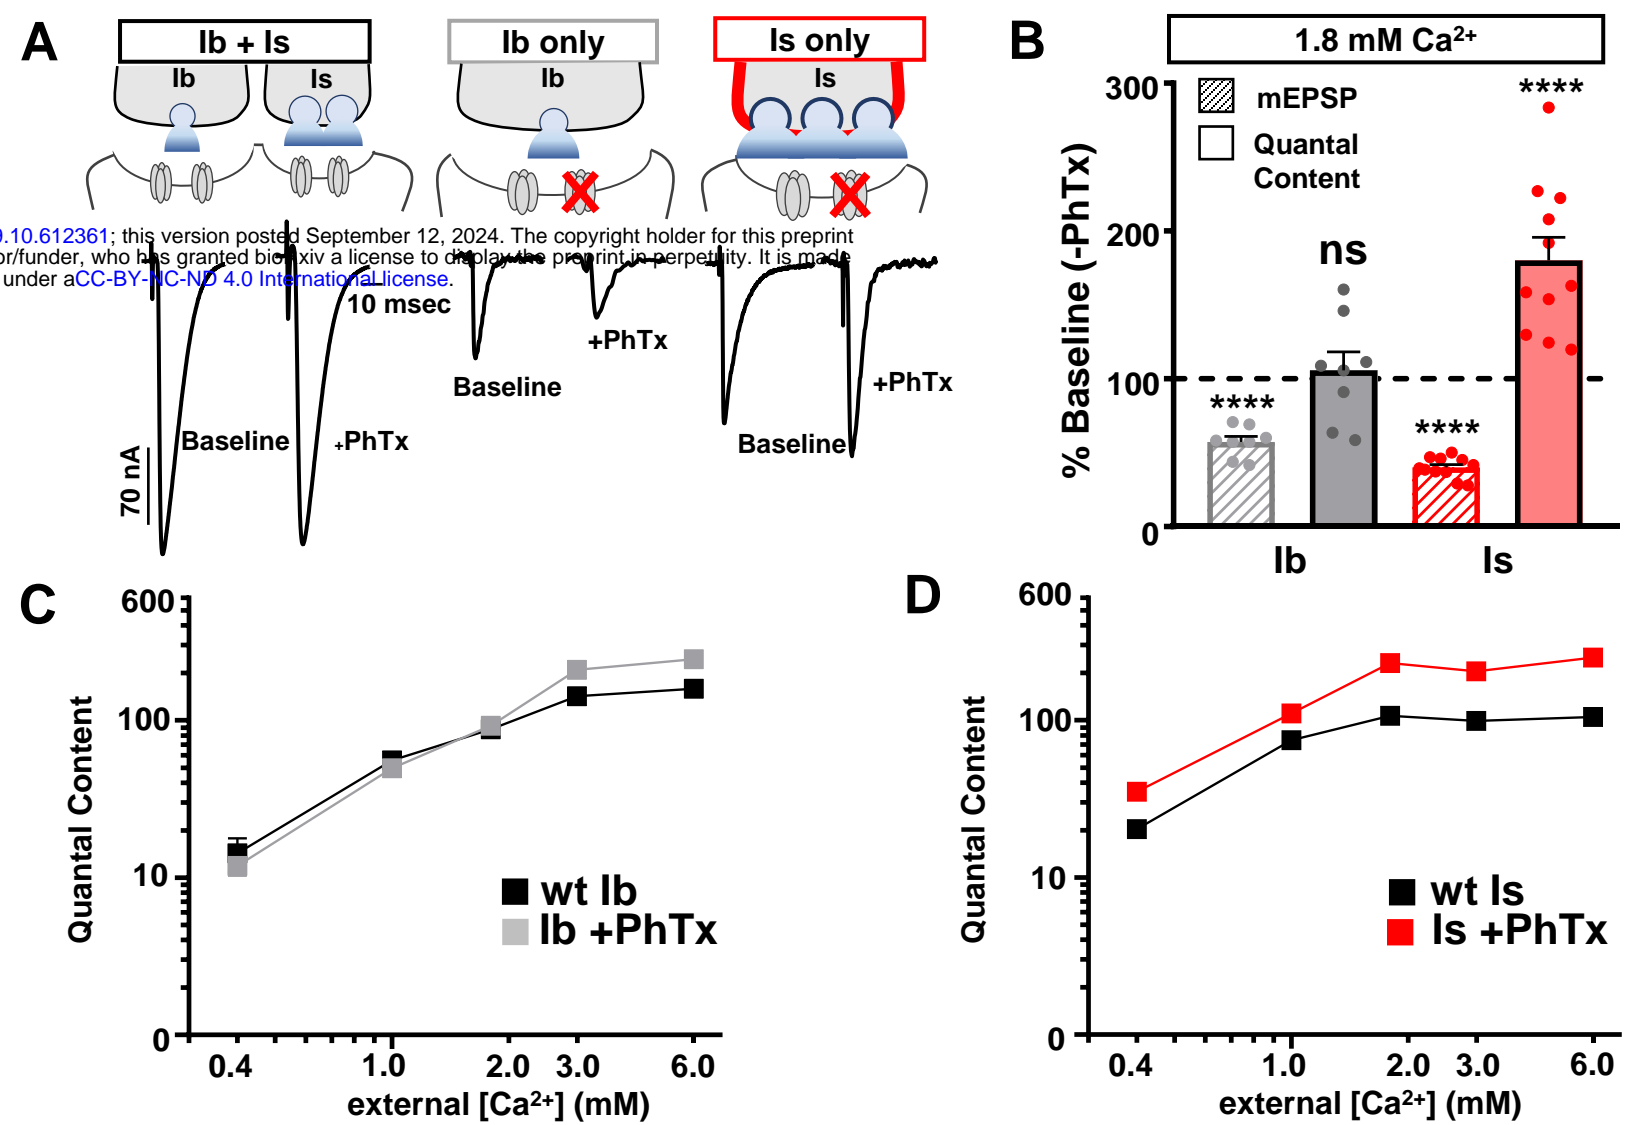 A
Ib + Is
Ib only
Is only
Ib
Is
Ib
Is
9.10.612361; this version posted September 12, 2024. The copyright holder for this preprint
or/funder, who has granted bioRxiv a license to display the preprint in perpetuity. It is made
under aCC-BY-NC-ND 4.0 International license.
10 msec
+PhTx
Baseline
+PhTx
Baseline
+PhTx
Baseline
70 nA
B
1.8 mM Ca²⁺
% Baseline (-PhTx)
300
200
100
0
mEPSP
Quantal
Content
****
ns
****
****
Ib
Is
C
Quantal Content
600
100
10
0
wt Ib
Ib +PhTx
0.4
1.0
2.0
3.0
6.0
external [Ca²⁺] (mM)
D
Quantal Content
600
100
10
0
wt Is
Is +PhTx
0.4
1.0
2.0
3.0
6.0
external [Ca²⁺] (mM)